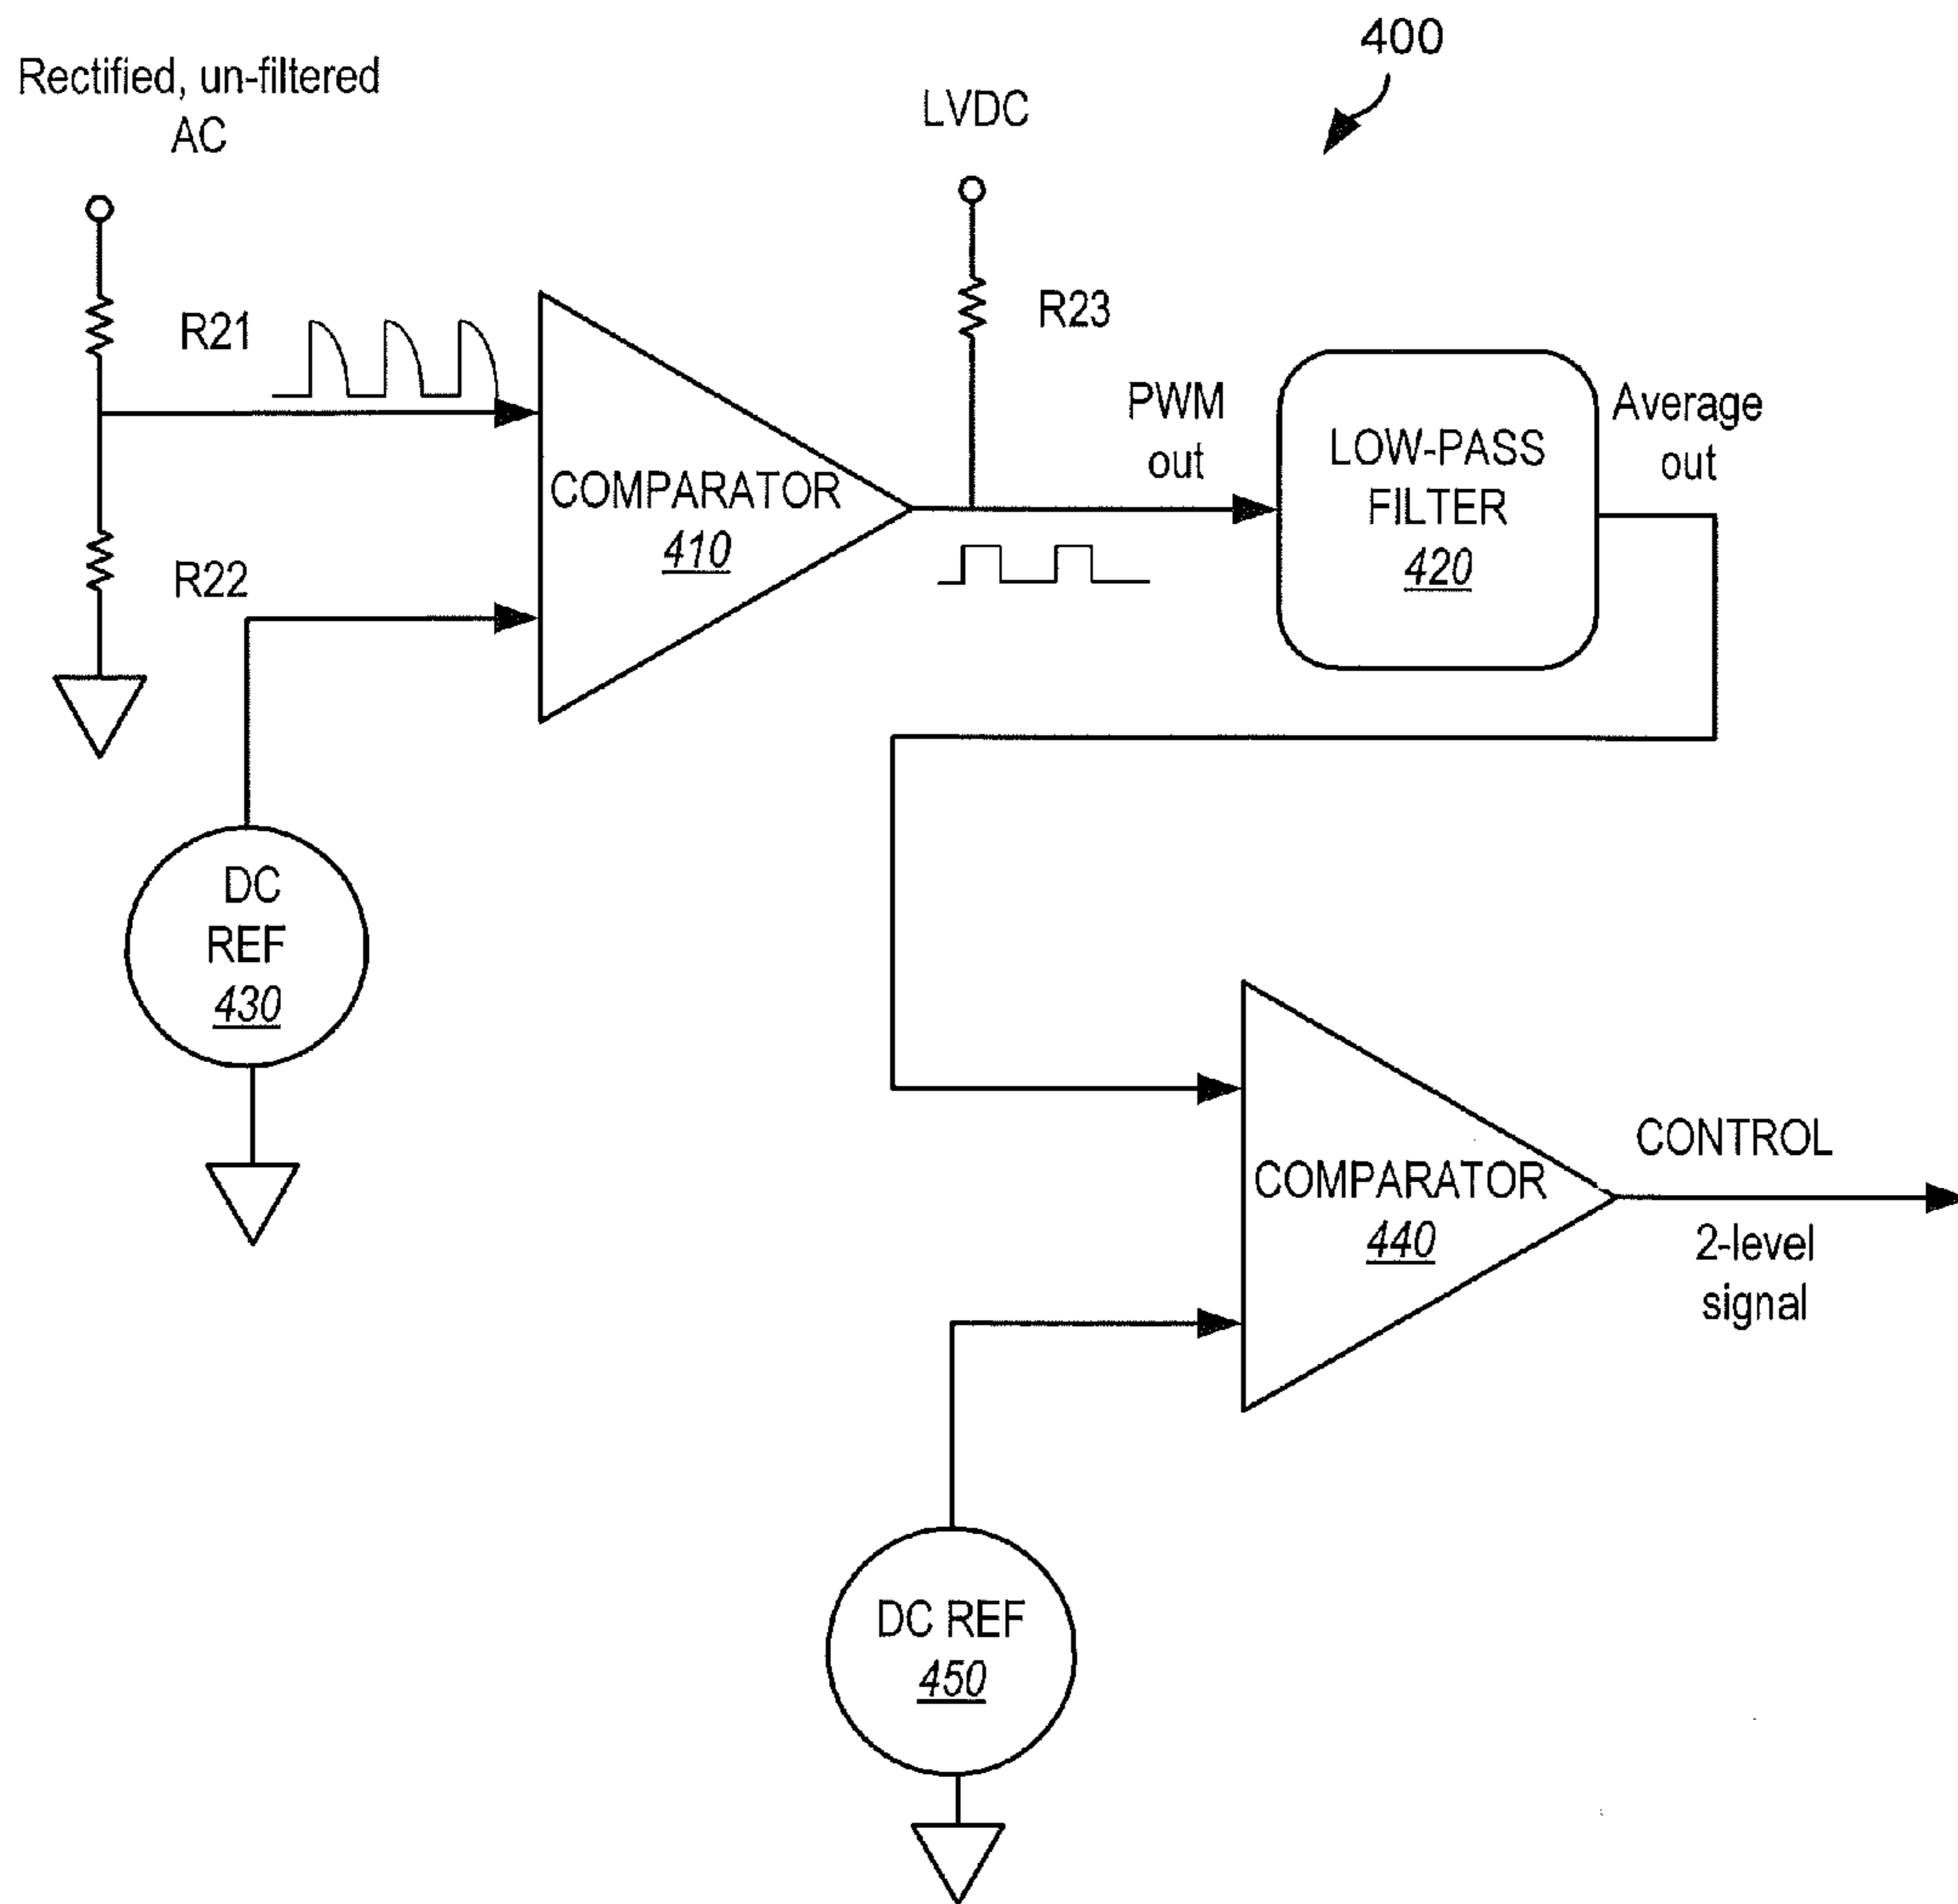 400
Rectified, un-filtered
AC
LVDC
R21
R23
R22
COMPARATOR
410
PWM
out
LOW-PASS
FILTER
420
Average
out
DC
REF
430
COMPARATOR
440
CONTROL
2-level
signal
DC REF
450